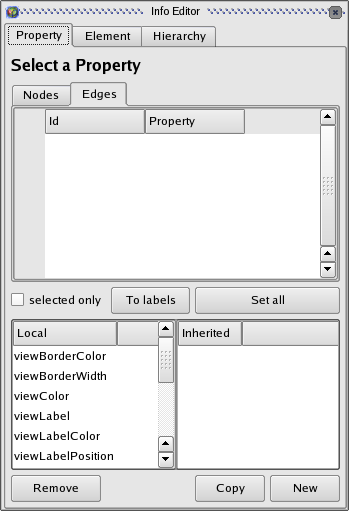 Info Editor
Property Element Hierarchy
Select a Property
Nodes Edges
Id Property
selected only To labels Set all
Local Inherited
viewBorderColor
viewBorderWidth
viewColor
viewLabel
viewLabelColor
viewLabelPosition
Remove Copy New